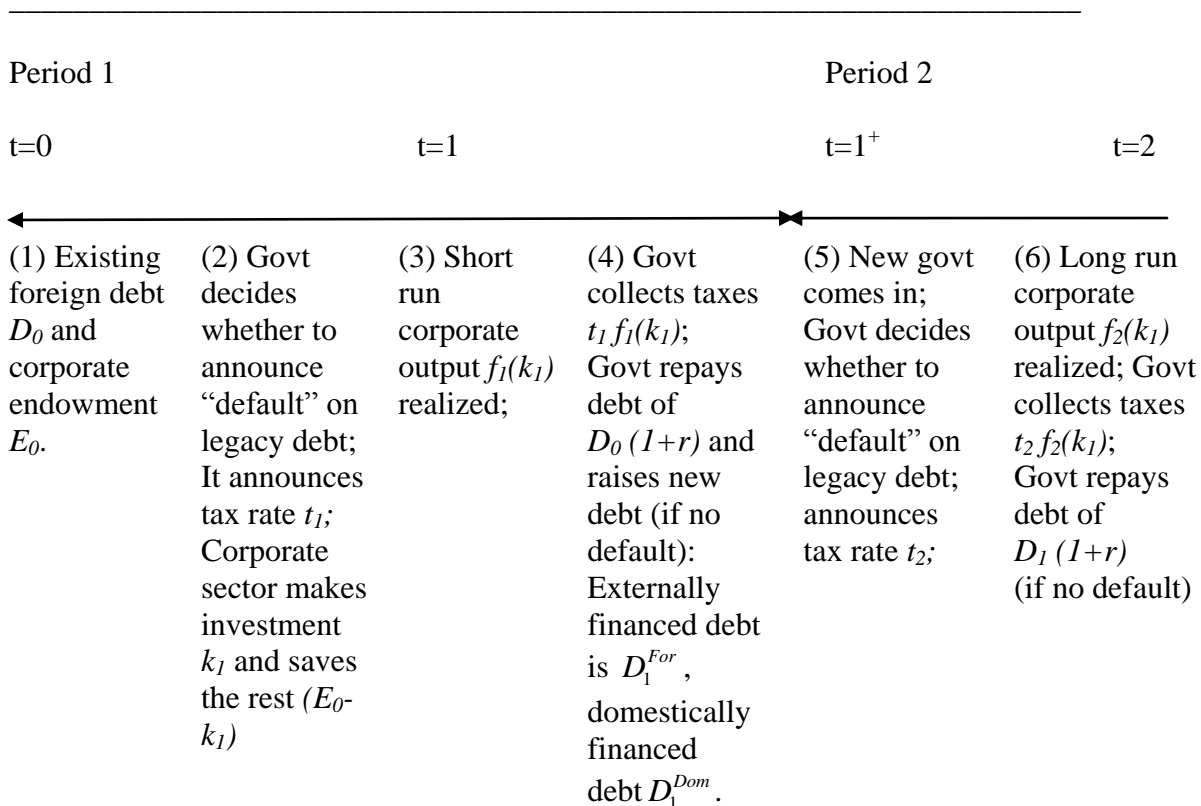 Period 1 Period 2
t=0 t=1 t=1+ t=2
(1) Existing
foreign debt
D0 and
corporate
endowment
E0.
(2) Govt
decides
whether to
announce
“default” on
legacy debt;
It announces
tax rate t1;
Corporate
sector makes
investment
k1 and saves
the rest (E0-
k1)
(3) Short
run
corporate
output f1(k1)
realized;
(4) Govt
collects taxes
t1 f1(k1);
Govt repays
debt of
D0 (1+r) and
raises new
debt (if no
default):
Externally
financed debt
is D1^For ,
domestically
financed
debt D1^Dom .
(5) New govt
comes in;
Govt decides
whether to
announce
“default” on
legacy debt;
announces
tax rate t2;
(6) Long run
corporate
output f2(k1)
realized; Govt
collects taxes
t2 f2(k1);
Govt repays
debt of
D1 (1+r)
(if no default)